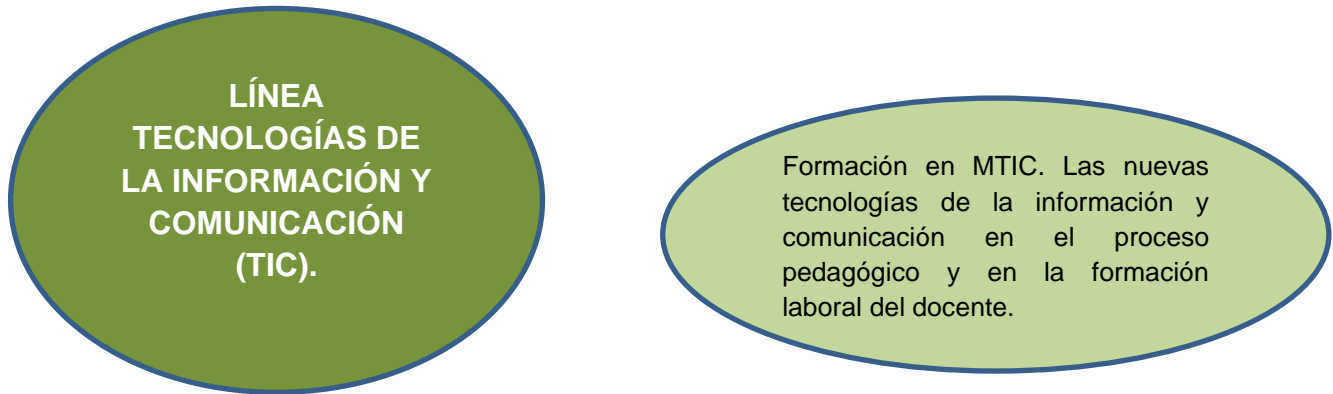 LÍNEA
TECNOLOGÍAS DE
LA INFORMACIÓN Y
COMUNICACIÓN
(TIC).
Formación en MTIC. Las nuevas
tecnologías de la información y
comunicación en el proceso
pedagógico y en la formación
laboral del docente.